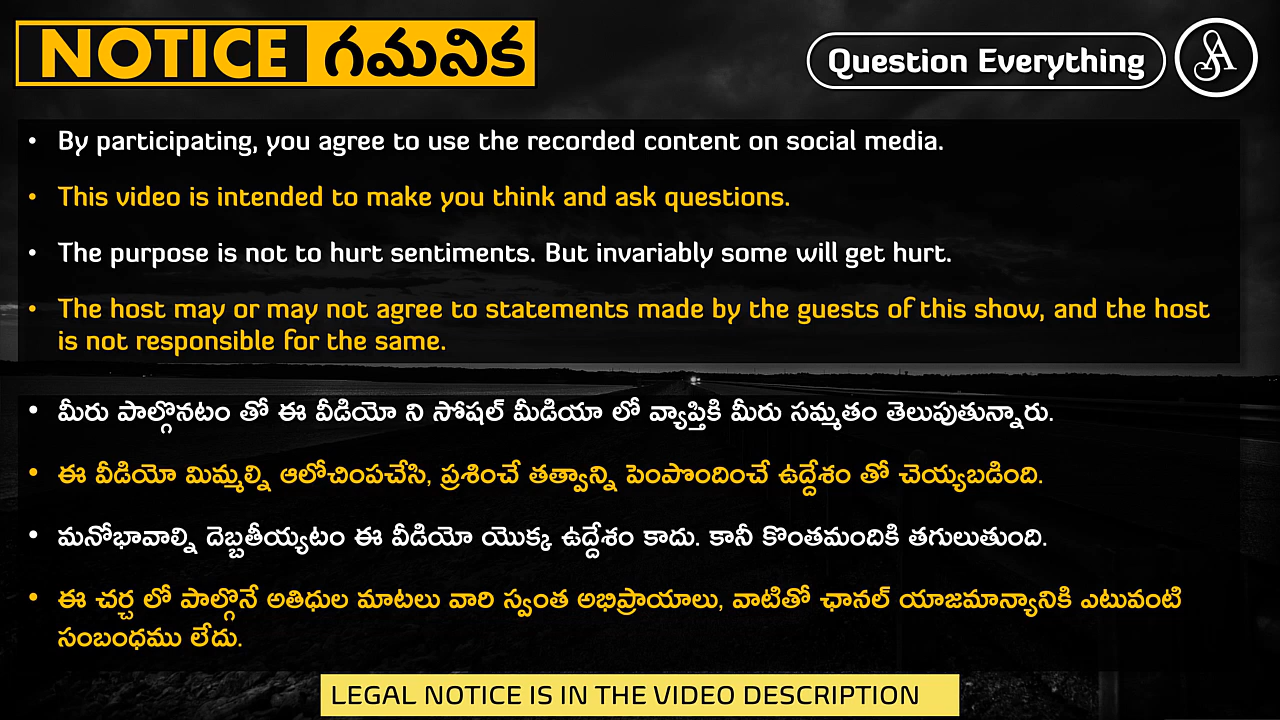 NOTICE గమనిక
Question Everything
• By participating, you agree to use the recorded content on social media.
• This video is intended to make you think and ask questions.
• The purpose is not to hurt sentiments. But invariably some will get hurt.
• The host may or may not agree to statements made by the guests of this show, and the host
is not responsible for the same.
• మీరు పాల్గొనటం తో ఈ వీడియో ని సోషల్ మీడియా లో వ్యాప్తికి మీరు సమ్మతం తెలుపుతున్నారు.
• ఈ వీడియో మిమ్మల్ని ఆలోచింపచేసి, ప్రశించే తత్వాన్ని పెంపొందించే ఉద్దేశం తో చెయ్యబడింది.
• మనోభావాల్ని దెబ్బతీయ్యటం ఈ వీడియో యొక్క ఉద్దేశం కాదు. కానీ కొంతమందికి తగులుతుంది.
• ఈ చర్చ లో పాల్గొనే అతిధుల మాటలు వారి స్వంత అభిప్రాయాలు, వాటితో ఛానల్ యాజమాన్యానికి ఎటువంటి
సంబంధము లేదు.
LEGAL NOTICE IS IN THE VIDEO DESCRIPTION